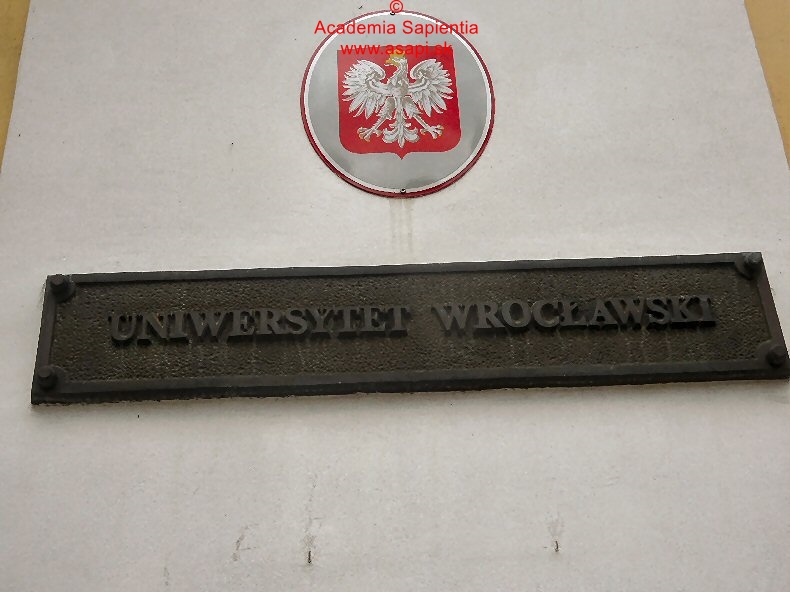 ©
Academia Sapientia
www.asapi.sk
UNIWERSYTET WROCŁAWSKI